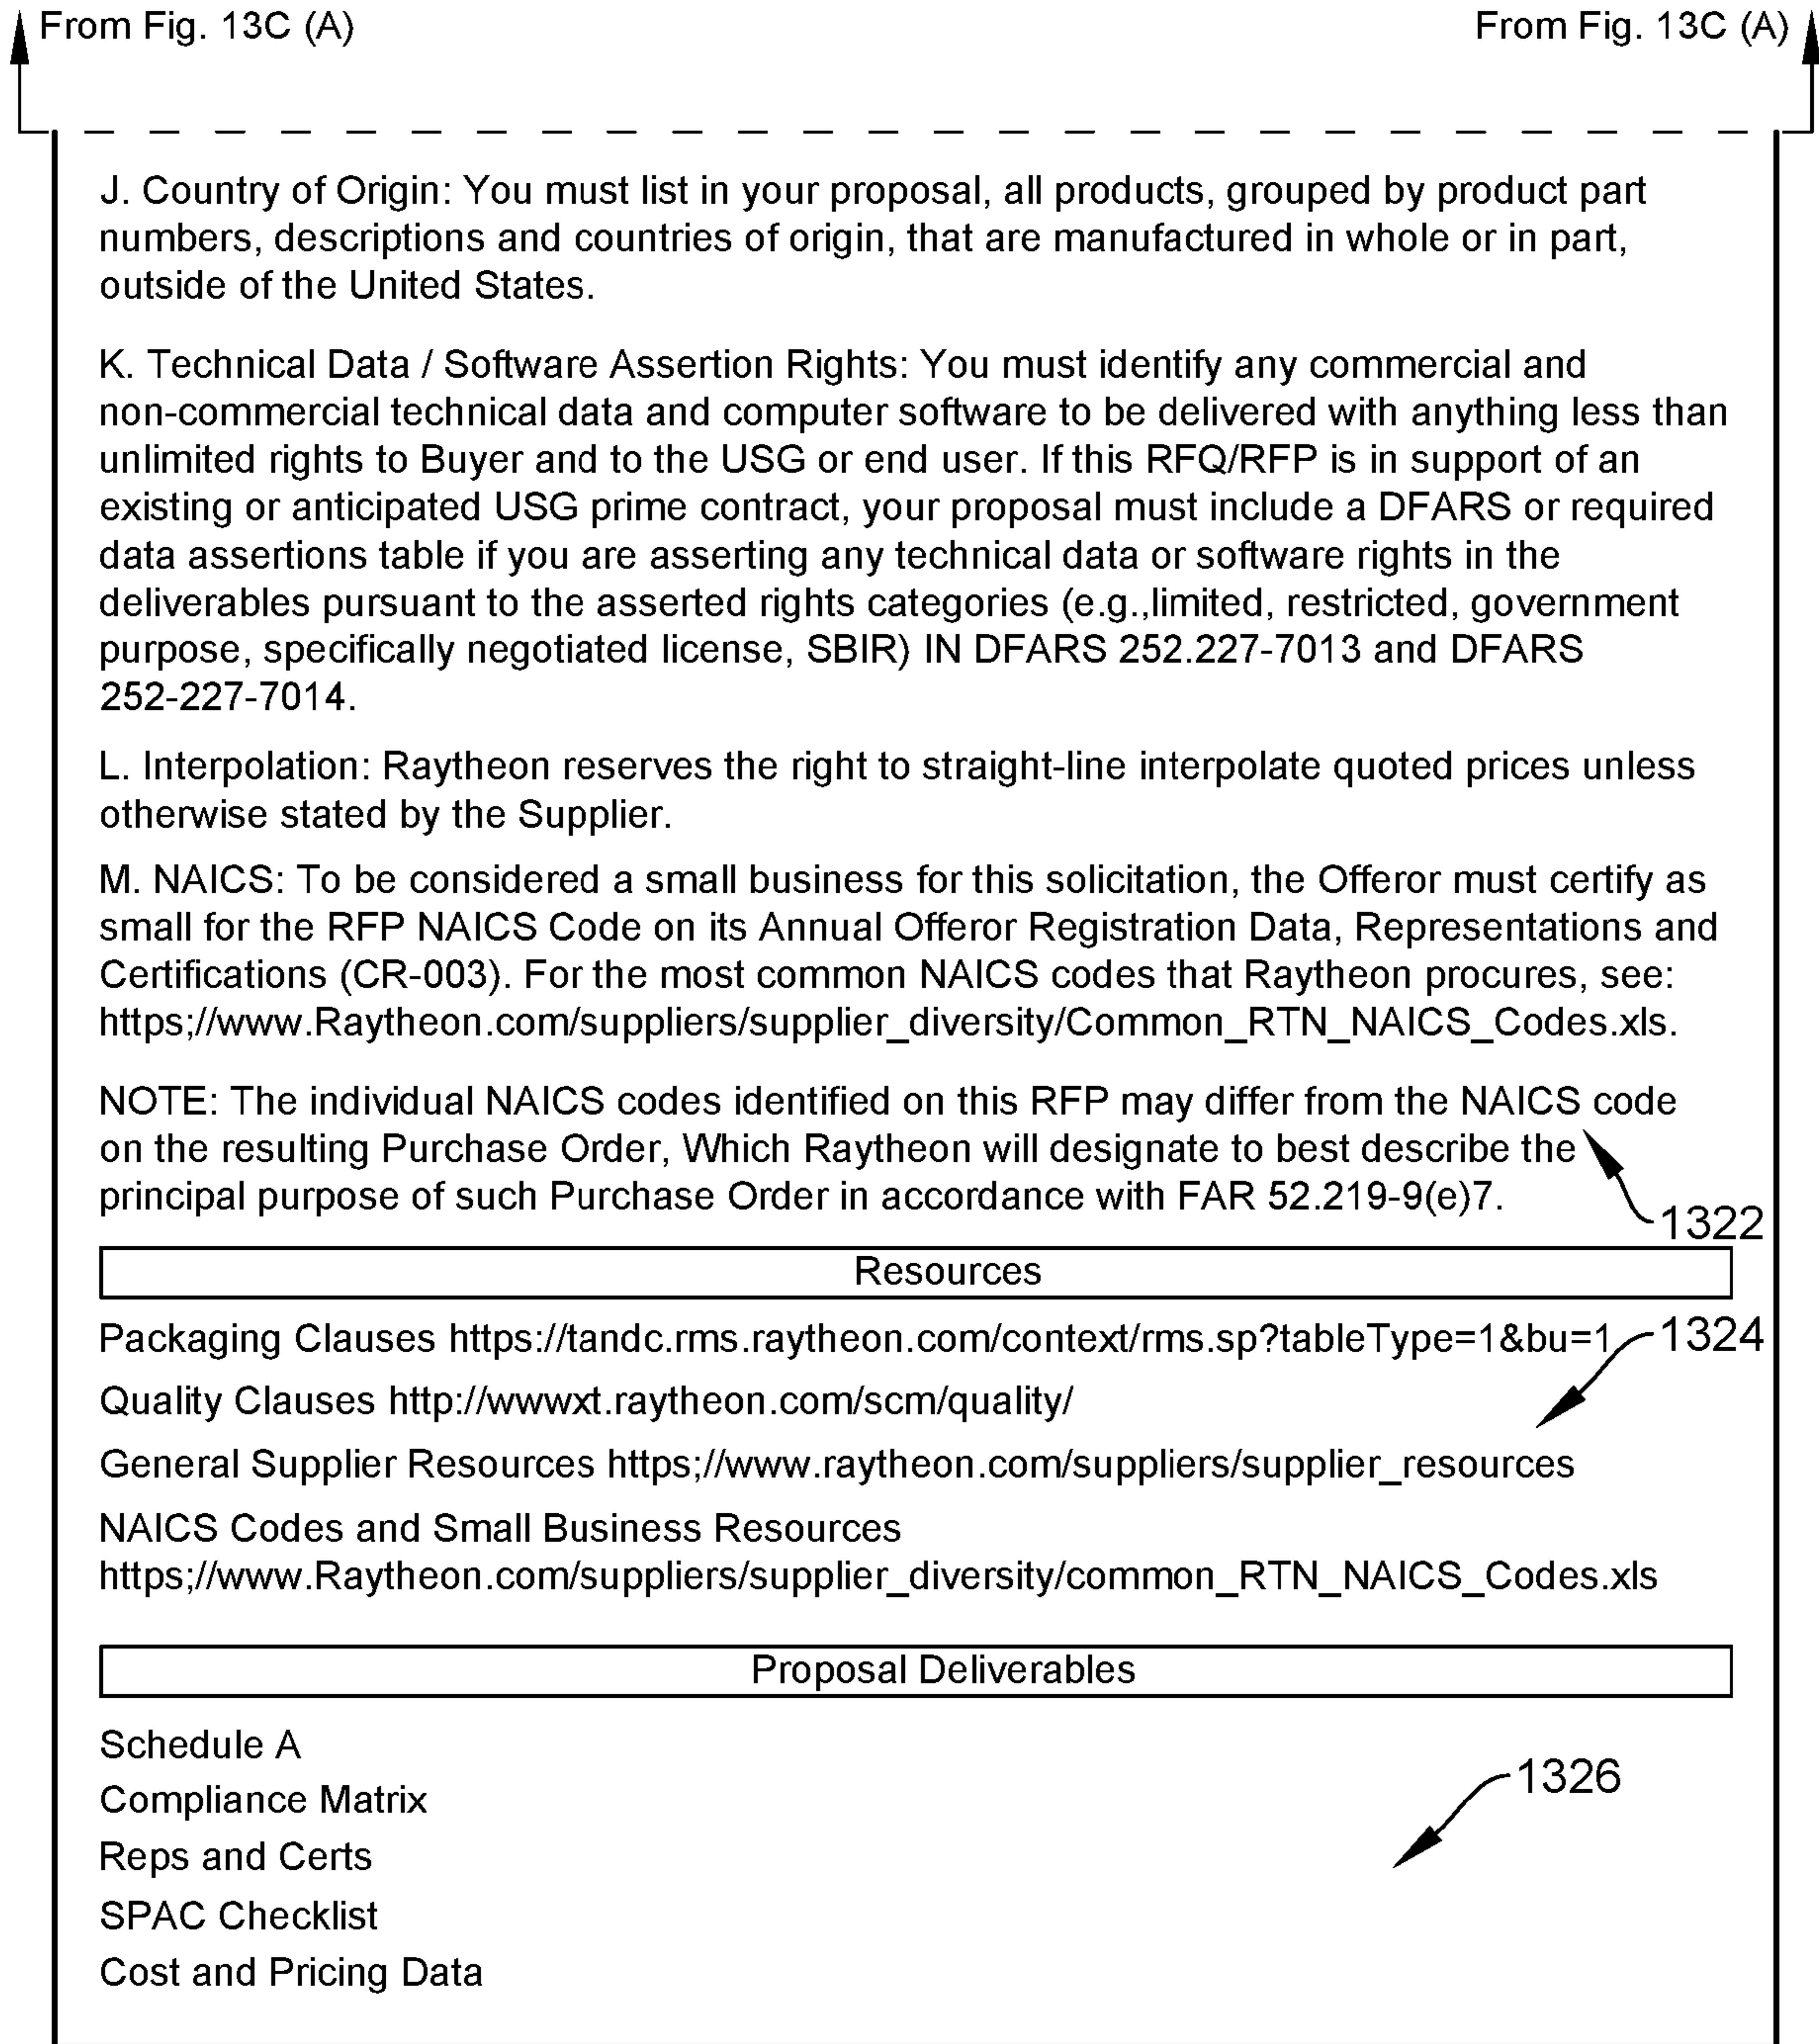 From Fig. 13C (A)
From Fig. 13C (A)
J. Country of Origin: You must list in your proposal, all products, grouped by product part
numbers, descriptions and countries of origin, that are manufactured in whole or in part,
outside of the United States.
K. Technical Data / Software Assertion Rights: You must identify any commercial and
non-commercial technical data and computer software to be delivered with anything less than
unlimited rights to Buyer and to the USG or end user. If this RFQ/RFP is in support of an
existing or anticipated USG prime contract, your proposal must include a DFARS or required
data assertions table if you are asserting any technical data or software rights in the
deliverables pursuant to the asserted rights categories (e.g.,limited, restricted, government
purpose, specifically negotiated license, SBIR) IN DFARS 252.227-7013 and DFARS
252-227-7014.
L. Interpolation: Raytheon reserves the right to straight-line interpolate quoted prices unless
otherwise stated by the Supplier.
M. NAICS: To be considered a small business for this solicitation, the Offeror must certify as
small for the RFP NAICS Code on its Annual Offeror Registration Data, Representations and
Certifications (CR-003). For the most common NAICS codes that Raytheon procures, see:
https;//www.Raytheon.com/suppliers/supplier_diversity/Common_RTN_NAICS_Codes.xls.
NOTE: The individual NAICS codes identified on this RFP may differ from the NAICS code
on the resulting Purchase Order, Which Raytheon will designate to best describe the
principal purpose of such Purchase Order in accordance with FAR 52.219-9(e)7.
1322
Resources
Packaging Clauses https://tandc.rms.raytheon.com/context/rms.sp?tableType=1&bu=1
1324
Quality Clauses http://wwwxt.raytheon.com/scm/quality/
General Supplier Resources https;//www.raytheon.com/suppliers/supplier_resources
NAICS Codes and Small Business Resources
https;//www.Raytheon.com/suppliers/supplier_diversity/common_RTN_NAICS_Codes.xls
Proposal Deliverables
Schedule A
1326
Compliance Matrix
Reps and Certs
SPAC Checklist
Cost and Pricing Data